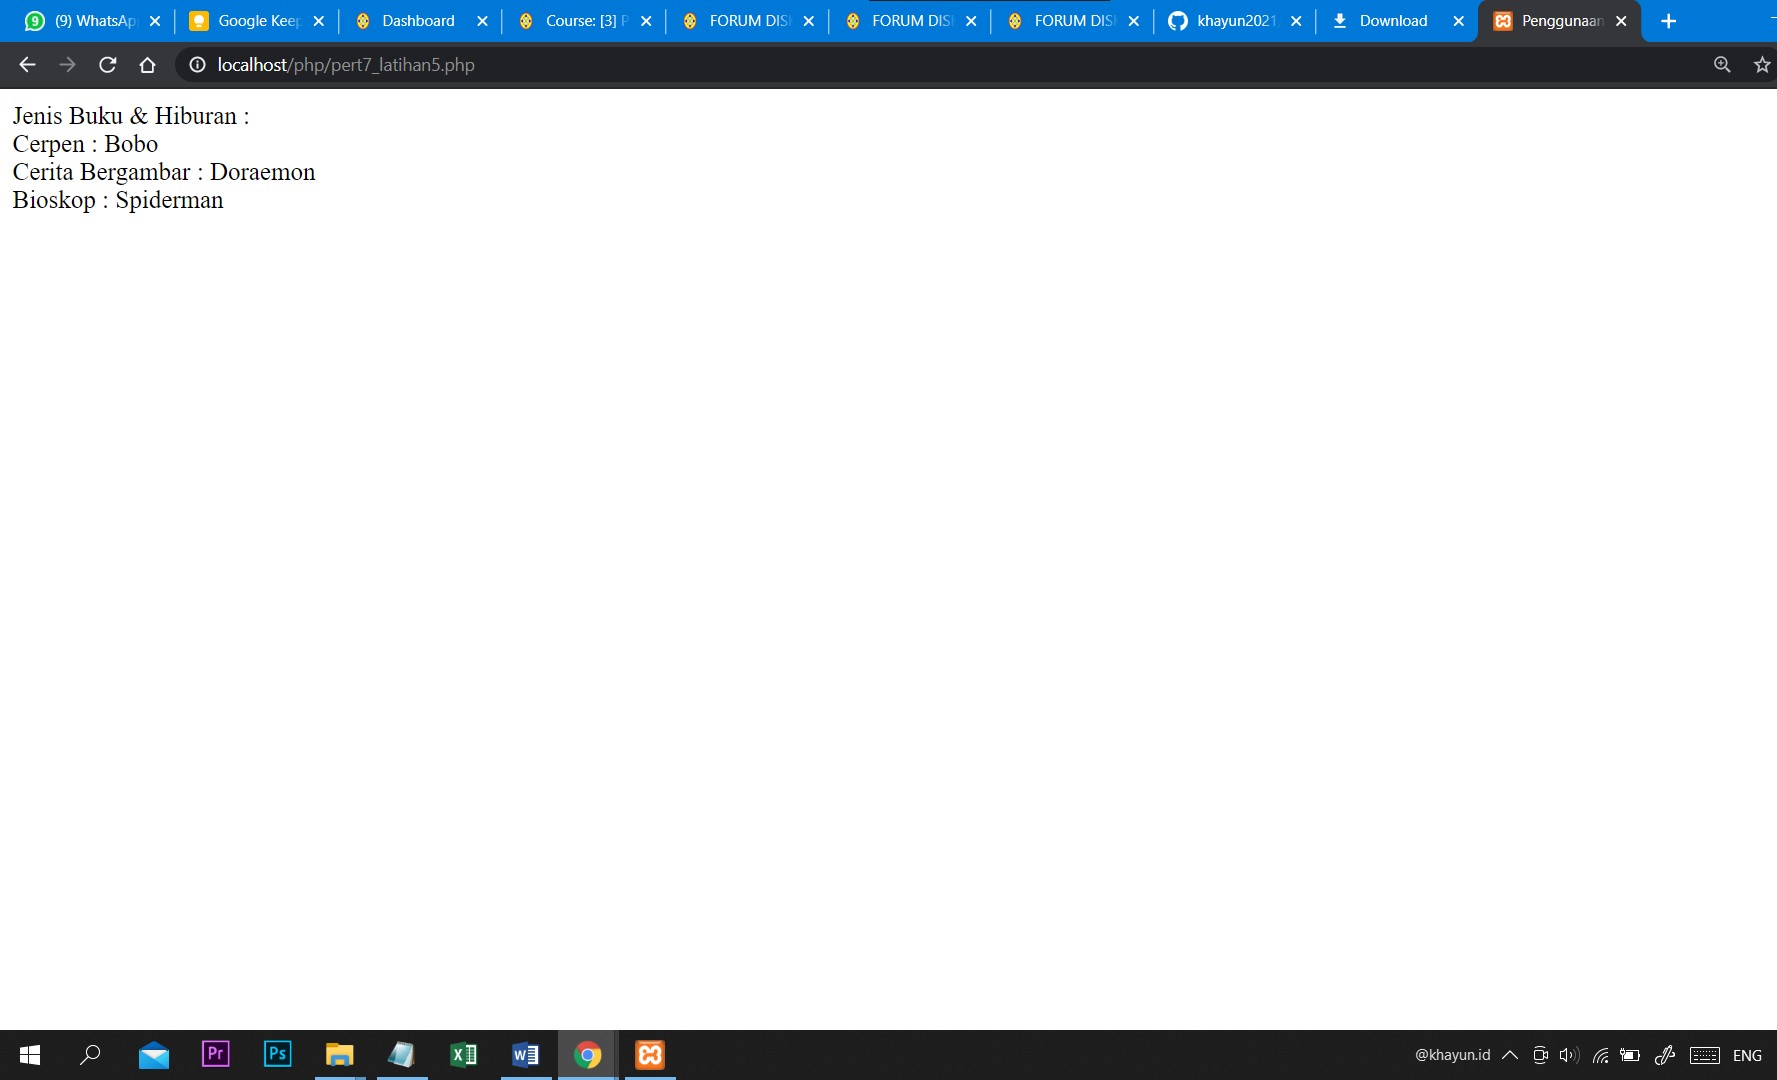 (9) WhatsAp
Google Keep
Dashboard
Course: [3] P
FORUM DIS
FORUM DIS
FORUM DIS
khayun2021
Download
Penggunaan
localhost/php/pert7_latihan5.php
Jenis Buku & Hiburan :
Cerpen : Bobo
Cerita Bergambar : Doraemon
Bioskop : Spiderman
Pr
Ps
@khayun.id
ENG